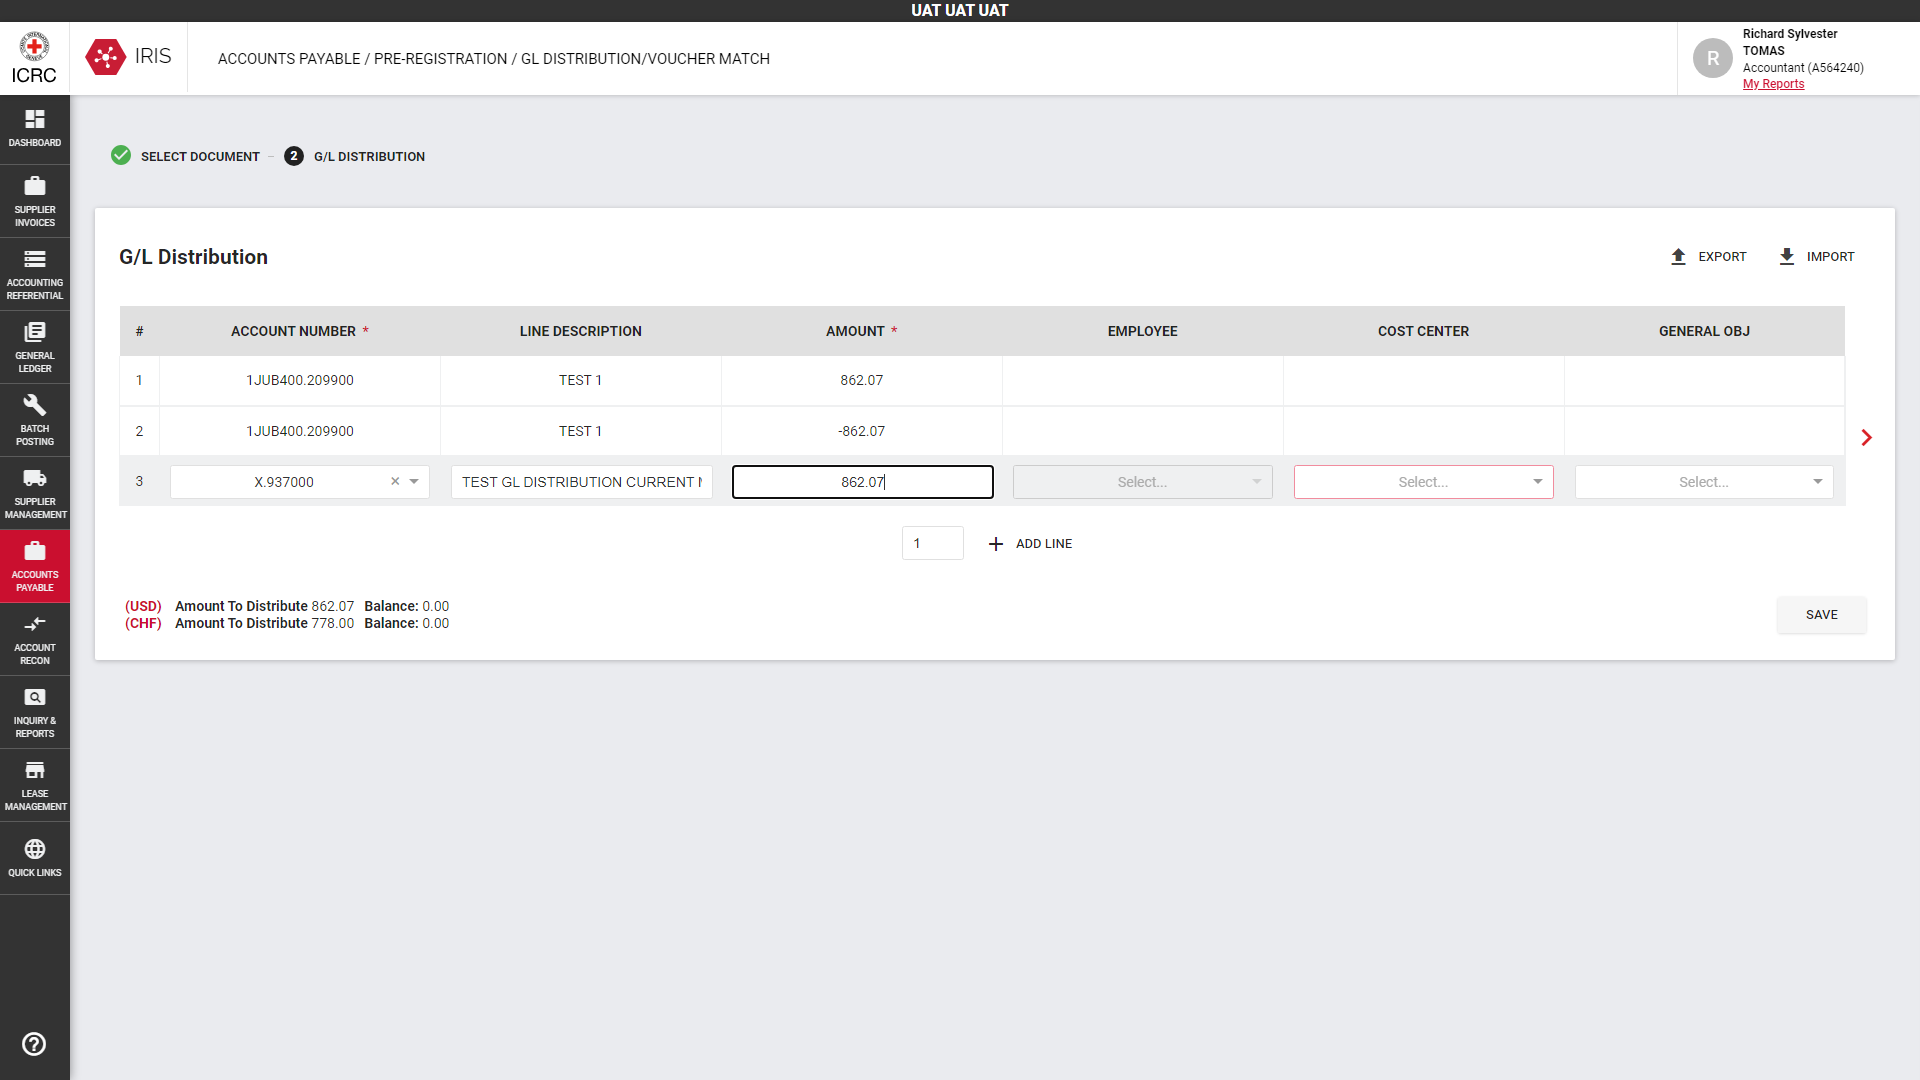 UAT UAT UAT
ICRC
IRIS
ACCOUNTS PAYABLE / PRE-REGISTRATION / GL DISTRIBUTION/VOUCHER MATCH
R
Richard Sylvester
TOMAS
Accountant (A564240)
My Reports
DASHBOARD
SUPPLIER
INVOICES
ACCOUNTING
REFERENTIAL
GENERAL
LEDGER
BATCH
POSTING
SUPPLIER
MANAGEMENT
ACCOUNTS
PAYABLE
ACCOUNT
RECON
INQUIRY &
REPORTS
LEASE
MANAGEMENT
QUICK LINKS
SELECT DOCUMENT – 2 G/L DISTRIBUTION
G/L Distribution
EXPORT
IMPORT
# ACCOUNT NUMBER * LINE DESCRIPTION AMOUNT * EMPLOYEE COST CENTER GENERAL OBJ
1 1JUB400.209900 TEST 1 862.07
2 1JUB400.209900 TEST 1 -862.07
3 X.937000 × TEST GL DISTRIBUTION CURRENT 862.07 Select... Select... Select...
1 + ADD LINE
(USD) Amount To Distribute 862.07 Balance: 0.00
(CHF) Amount To Distribute 778.00 Balance: 0.00
SAVE